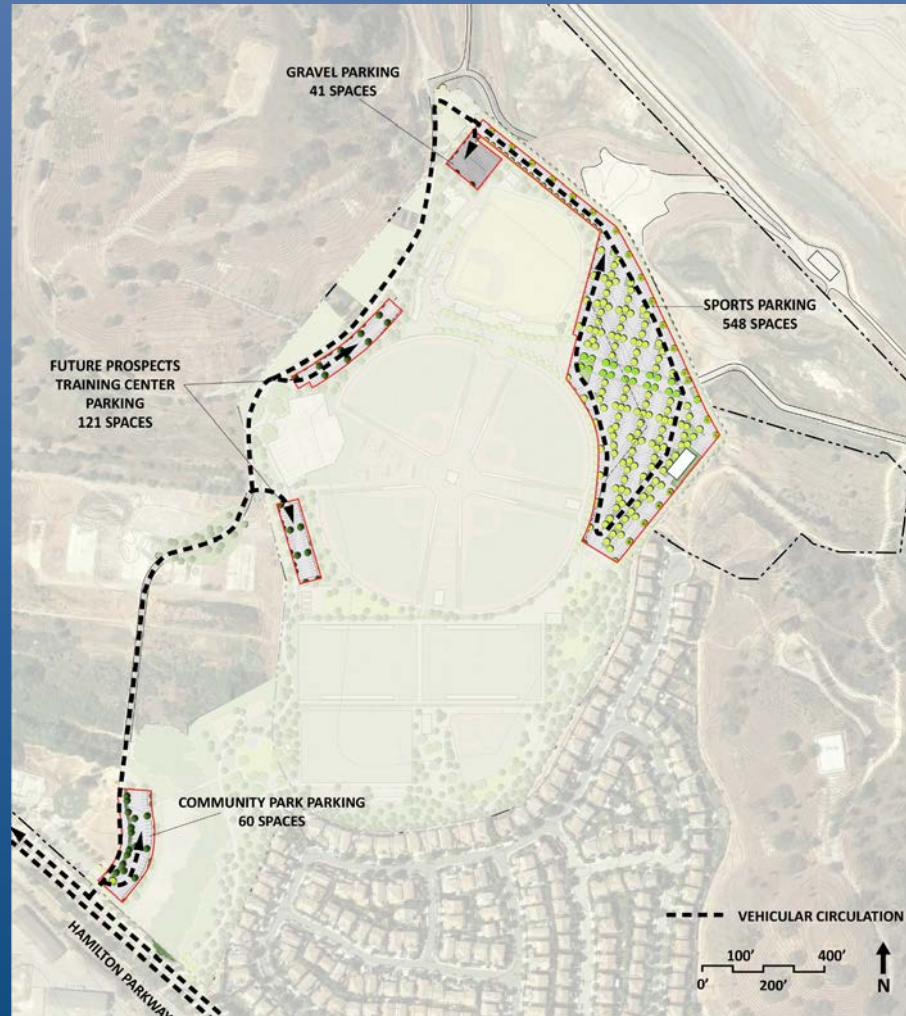 GRAVEL PARKING
41 SPACES
SPORTS PARKING
548 SPACES
FUTURE PROSPECTS
TRAINING CENTER
PARKING
121 SPACES
COMMUNITY PARK PARKING
60 SPACES
HAMILTON PARKWAY
VEHICULAR CIRCULATION
100' 400'
0' 200'
N